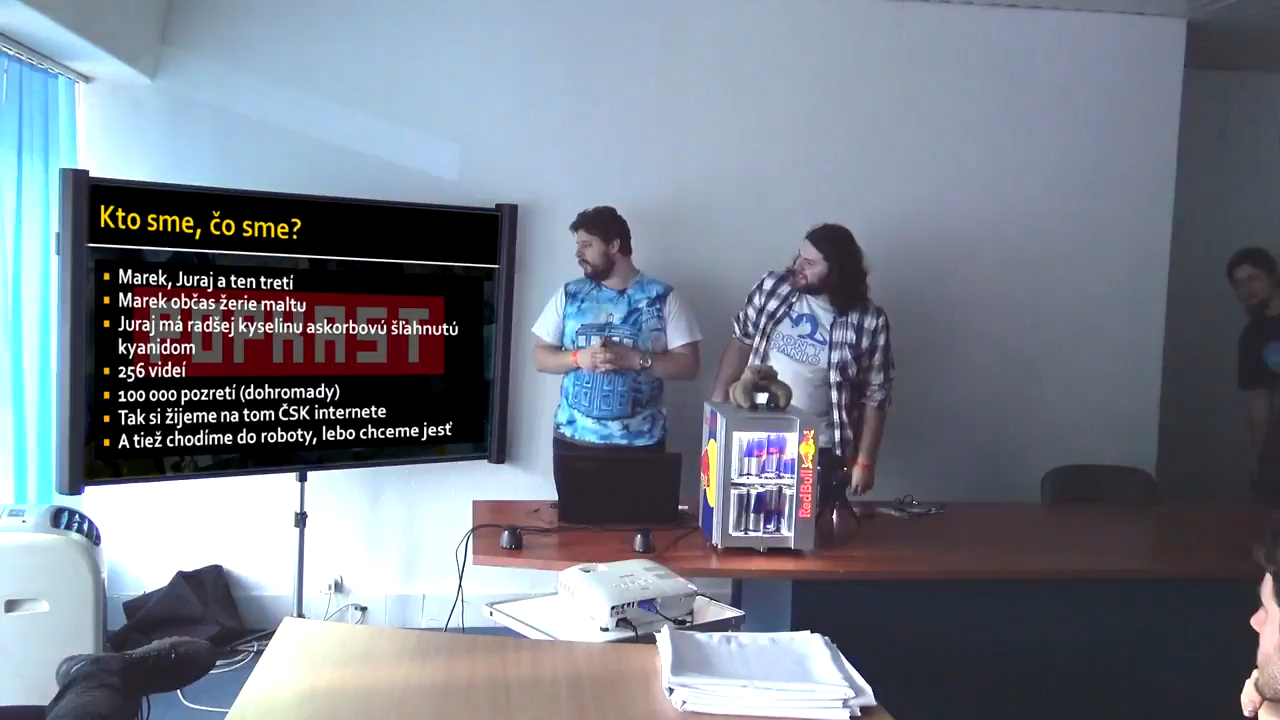 Kto sme, čo sme?
Marek, Juraj a ten tretí
Marek občas žerie maltu
Juraj má radšej kyselinu askorbovú šľahnutú
kyanidom
256 videí
100 000 pozretí (dohromady)
Tak si žijeme na tom ČSK internete
A tiež chodíme do roboty, lebo chceme jesť
POPKAST
DON'T
PANIC
Red Bull